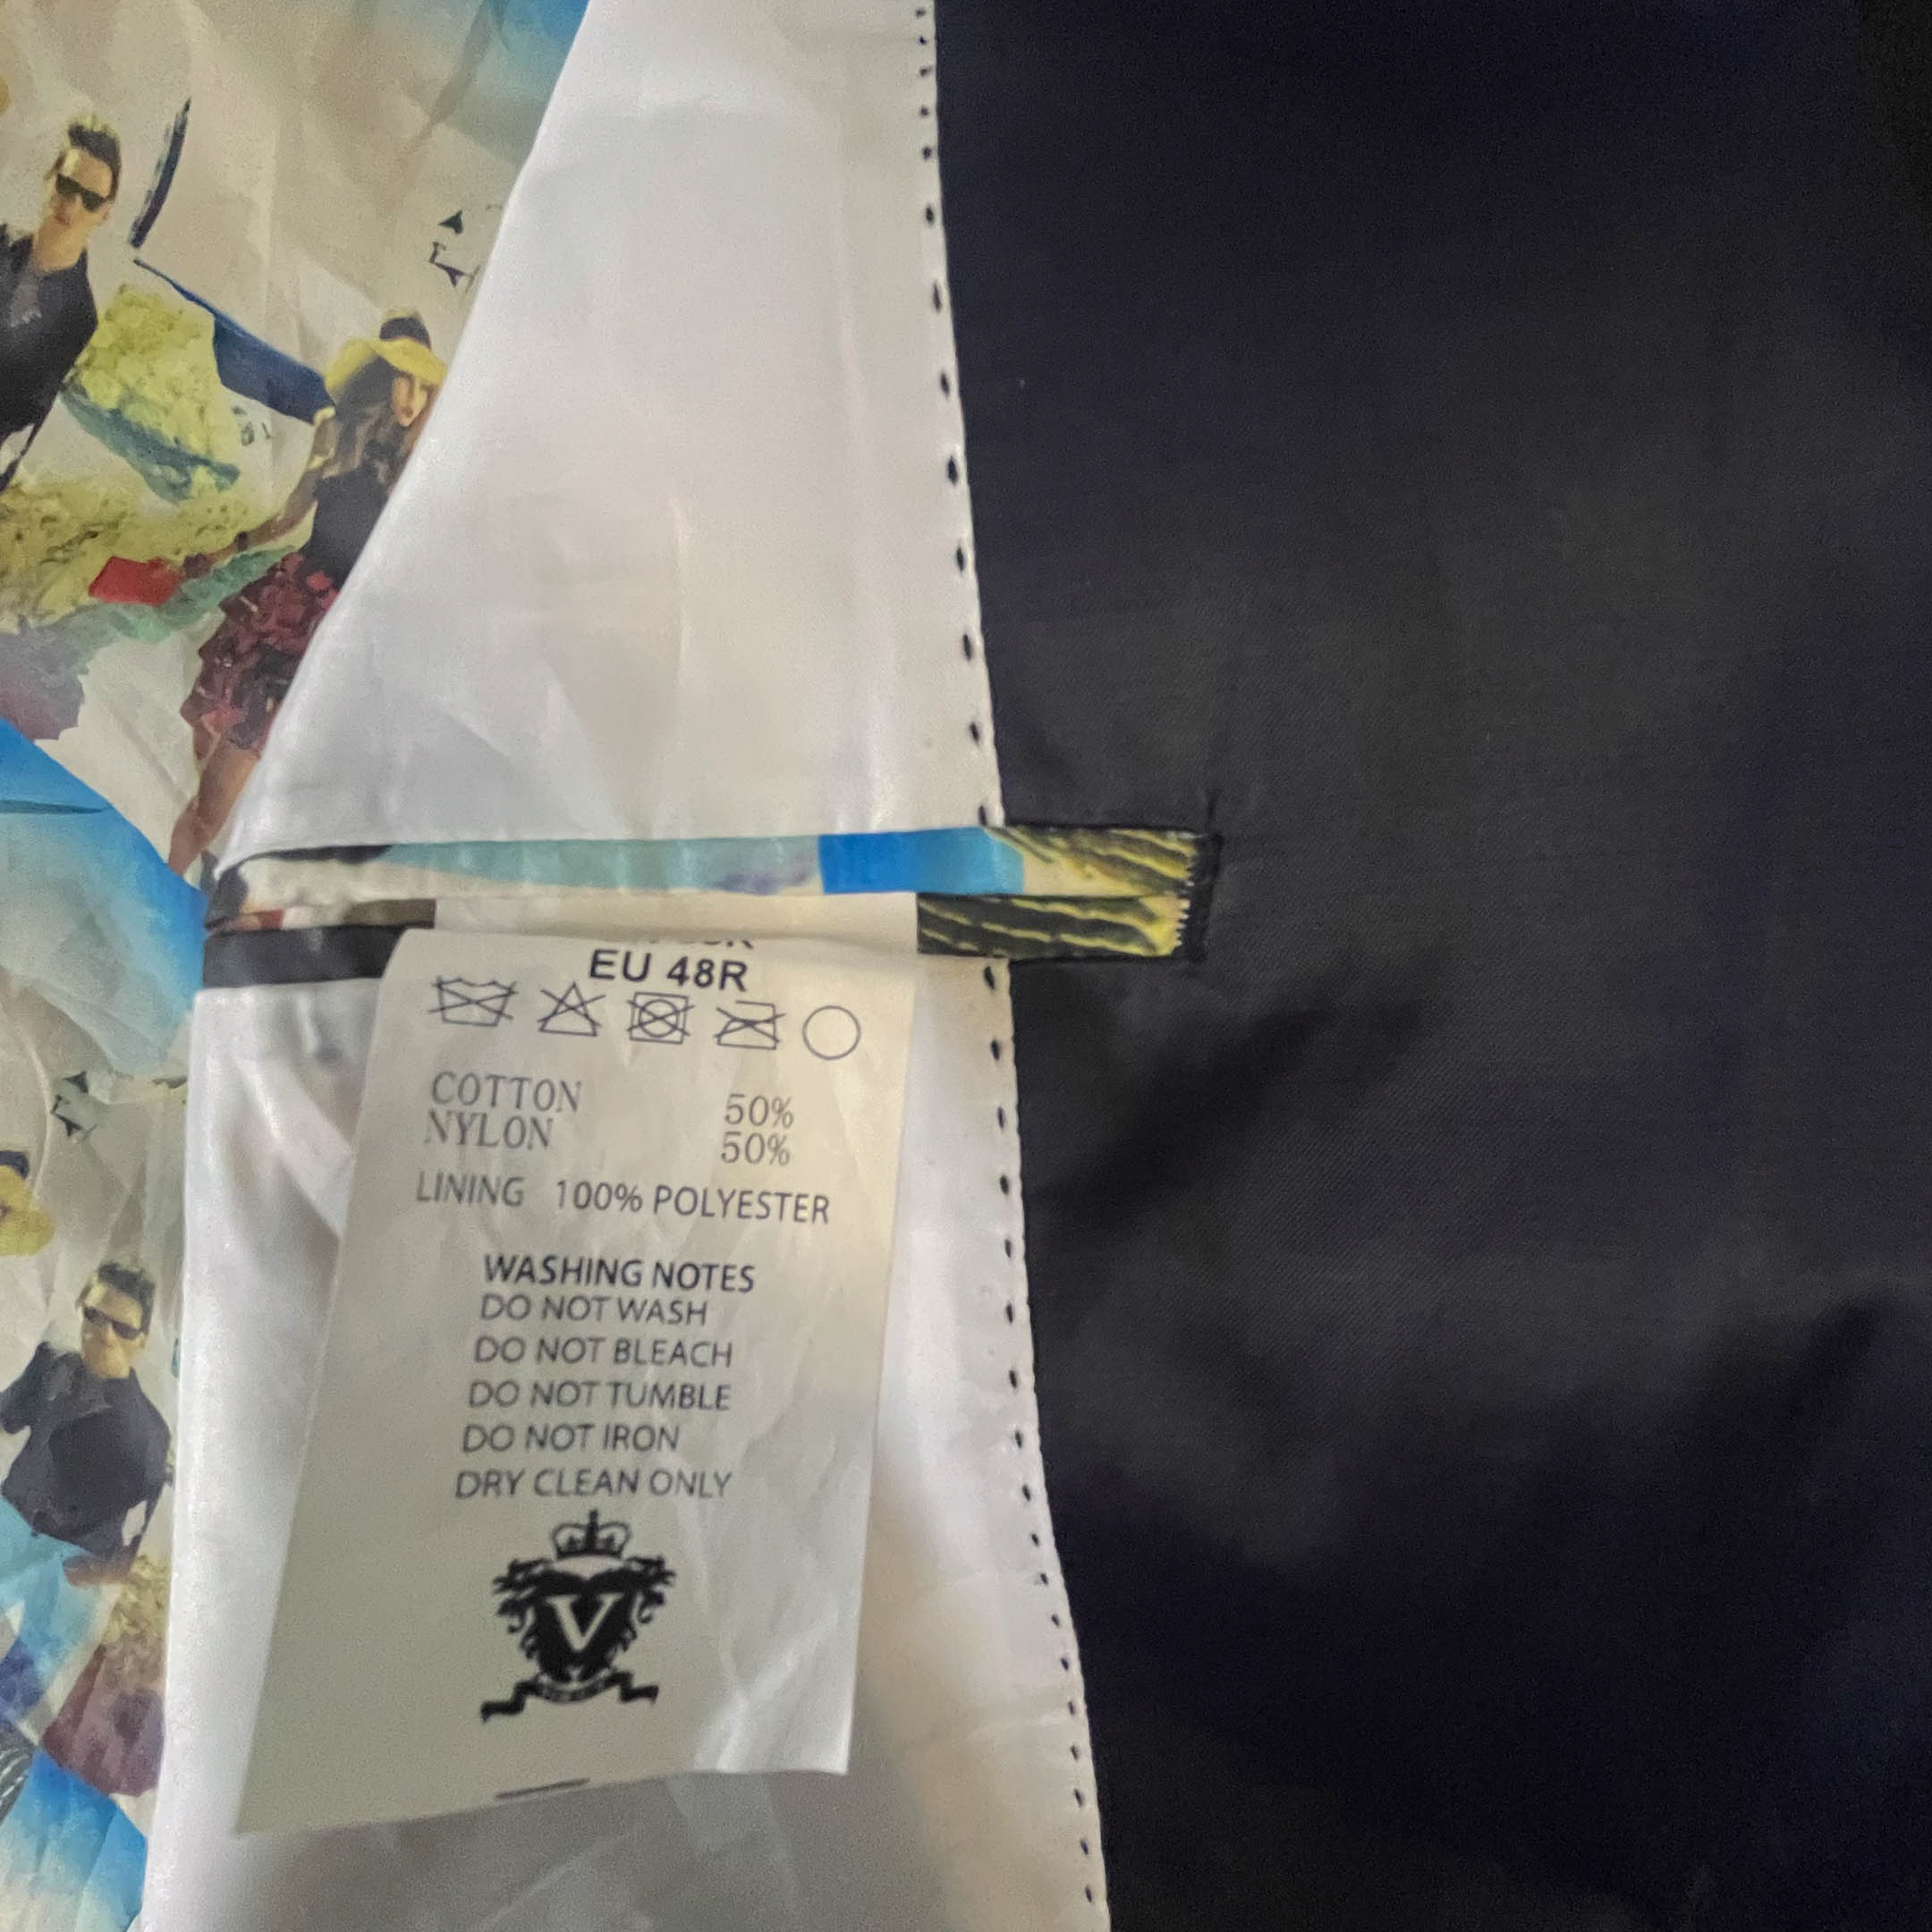 EU 48R
COTTON 50%
NYLON 50%
LINING 100% POLYESTER
WASHING NOTES
DO NOT WASH
DO NOT BLEACH
DO NOT TUMBLE
DO NOT IRON
DRY CLEAN ONLY
V